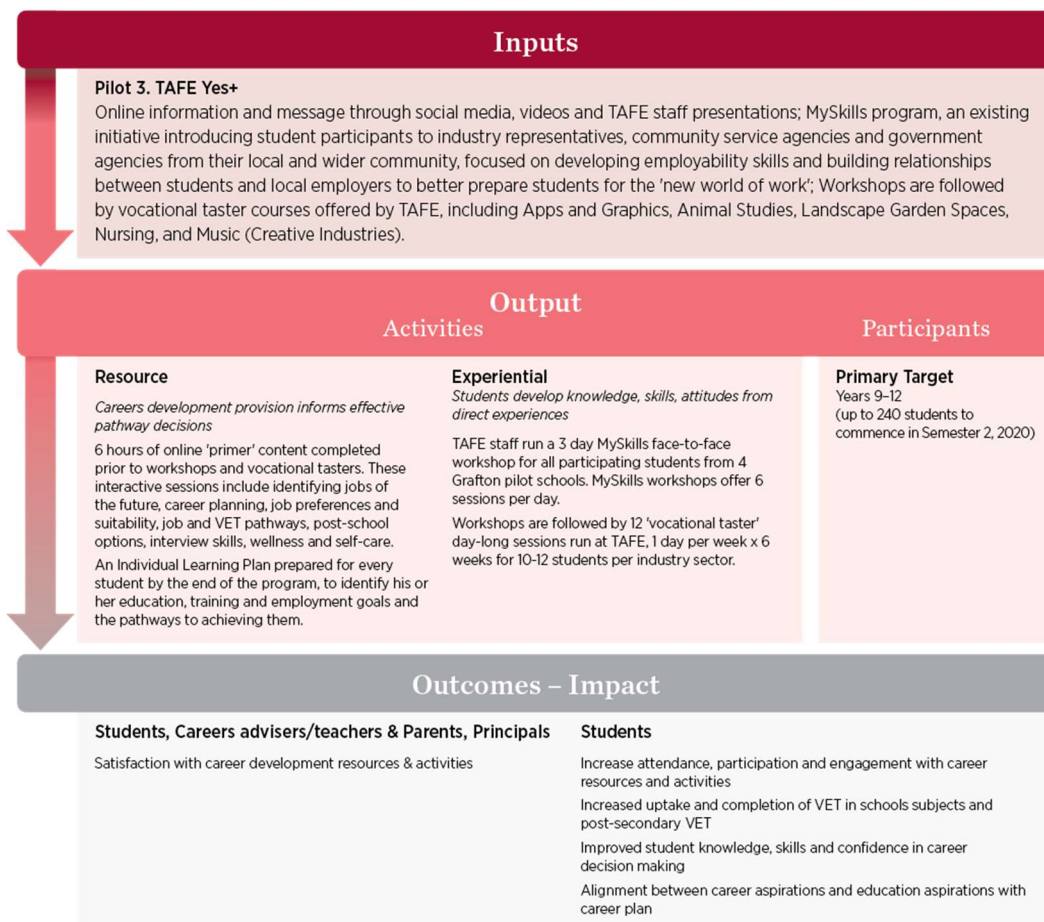 Inputs
Pilot 3. TAFE Yes+
Online information and message through social media, videos and TAFE staff presentations; MySkills program, an existing
initiative introducing student participants to industry representatives, community service agencies and government
agencies from their local and wider community, focused on developing employability skills and building relationships
between students and local employers to better prepare students for the 'new world of work'; Workshops are followed
by vocational taster courses offered by TAFE, including Apps and Graphics, Animal Studies, Landscape Garden Spaces,
Nursing, and Music (Creative Industries).
Output
Activities
Participants
Resource
Careers development provision informs effective
pathway decisions
6 hours of online 'primer' content completed
prior to workshops and vocational tasters. These
interactive sessions include identifying jobs of
the future, career planning, job preferences and
suitability, job and VET pathways, post-school
options, interview skills, wellness and self-care.
An Individual Learning Plan prepared for every
student by the end of the program, to identify his or
her education, training and employment goals and
the pathways to achieving them.
Experiential
Students develop knowledge, skills, attitudes from
direct experiences
TAFE staff run a 3 day MySkills face-to-face
workshop for all participating students from 4
Grafton pilot schools. MySkills workshops offer 6
sessions per day.
Workshops are followed by 12 'vocational taster'
day-long sessions run at TAFE, 1 day per week x 6
weeks for 10-12 students per industry sector.
Primary Target
Years 9–12
(up to 240 students to
commence in Semester 2, 2020)
Outcomes – Impact
Students, Careers advisers/teachers & Parents, Principals
Satisfaction with career development resources & activities
Students
Increase attendance, participation and engagement with career
resources and activities
Increased uptake and completion of VET in schools subjects and
post-secondary VET
Improved student knowledge, skills and confidence in career
decision making
Alignment between career aspirations and education aspirations with
career plan